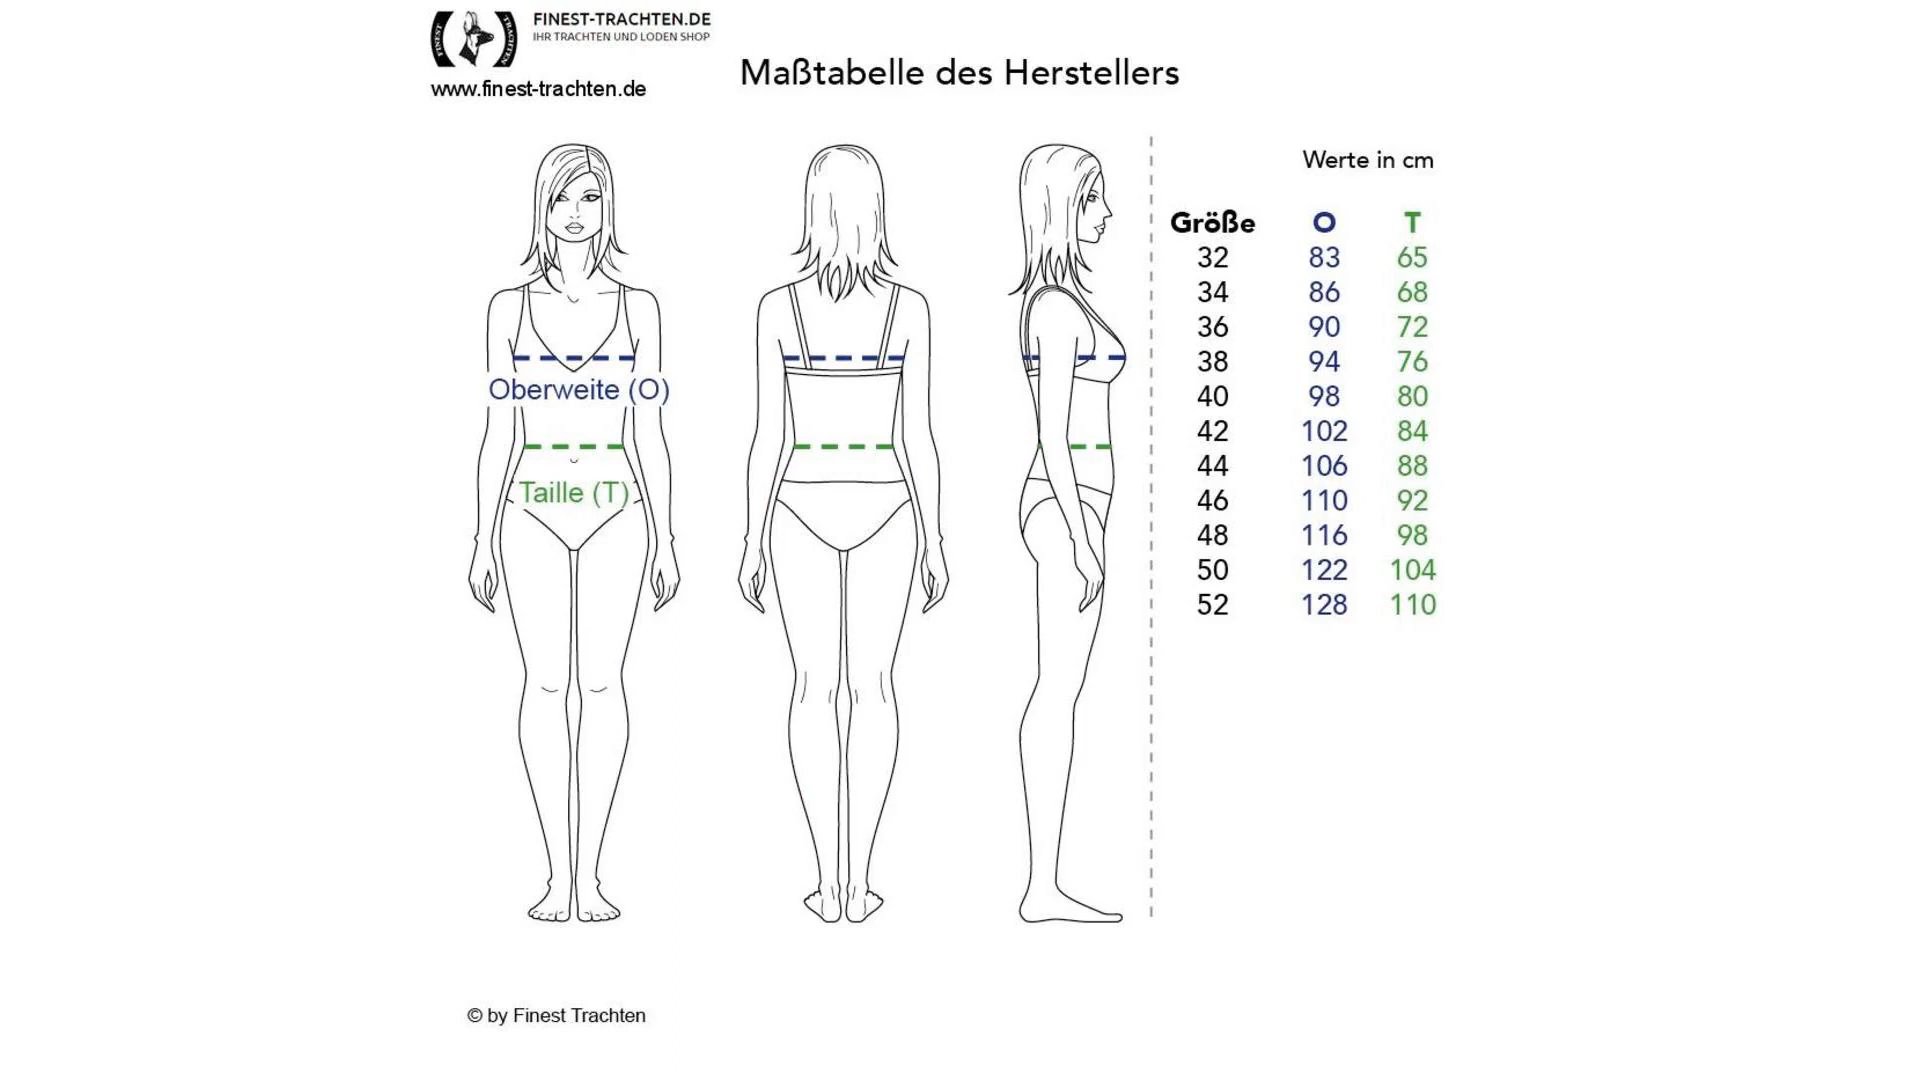 FINEST TRACHTEN
FINEST-TRACHTEN.DE
IHR TRACHTEN UND LODEN SHOP
www.finest-trachten.de
Maßtabelle des Herstellers
Oberweite (O)
Taille (T)
Werte in cm
Größe O T
32 83 65
34 86 68
36 90 72
38 94 76
40 98 80
42 102 84
44 106 88
46 110 92
48 116 98
50 122 104
52 128 110
© by Finest Trachten